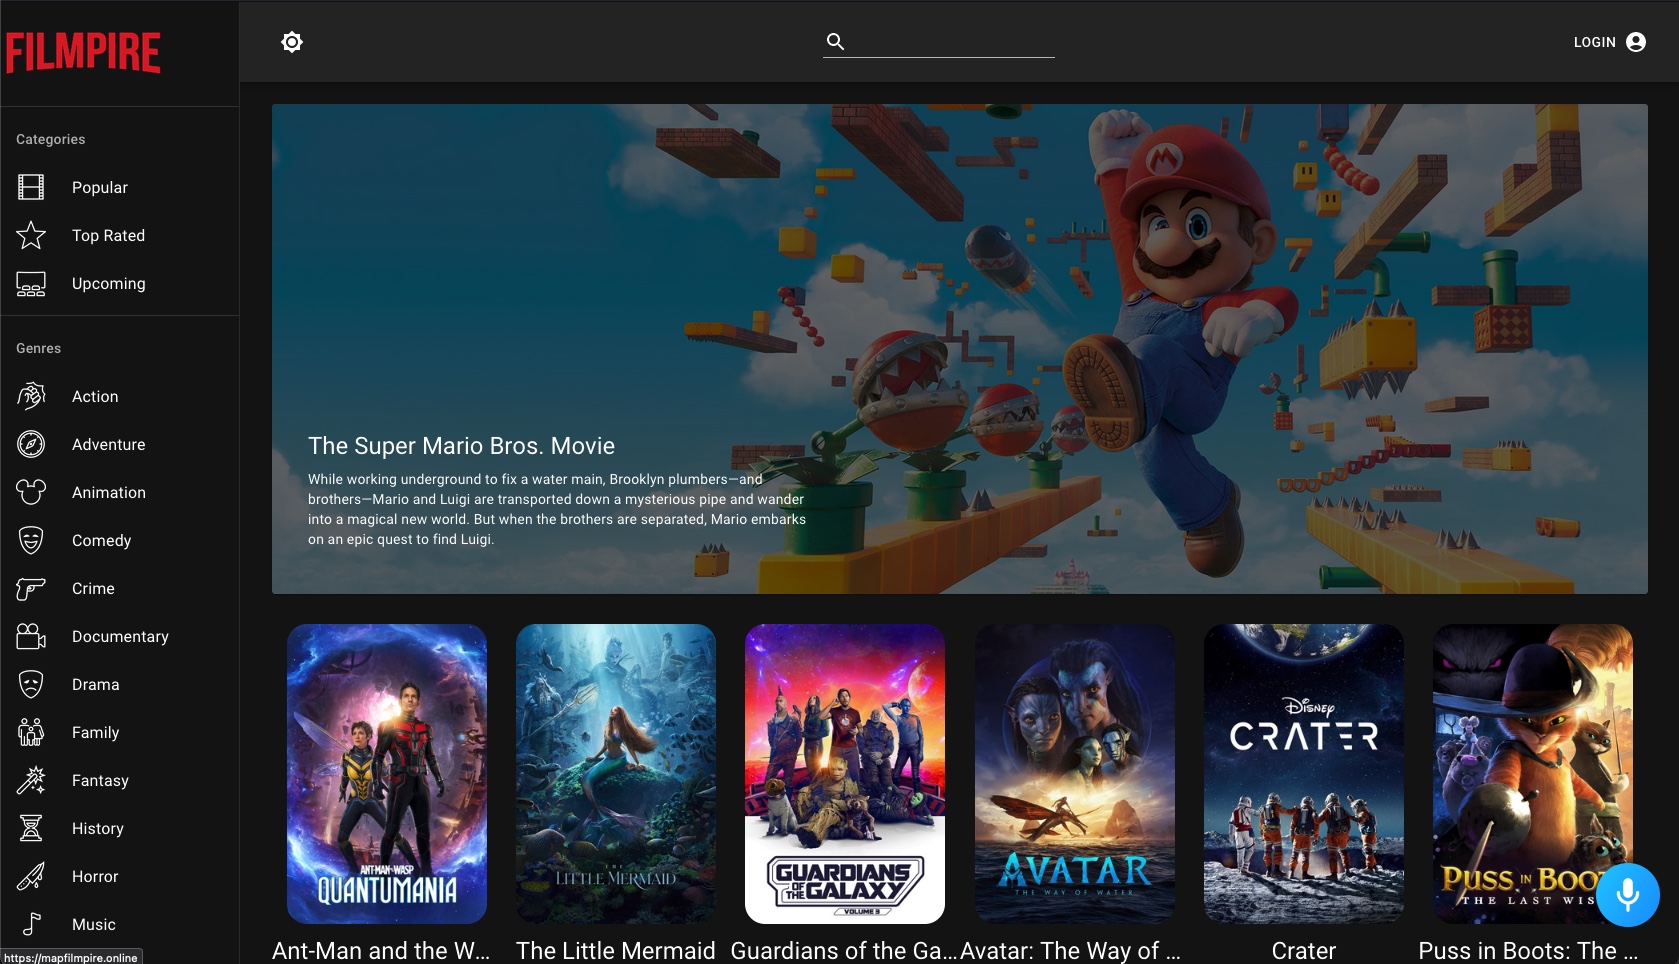 FILMPIRE
LOGIN
Categories
Popular
Top Rated
Upcoming
Genres
Action
Adventure
Animation
Comedy
Crime
Documentary
Drama
Family
Fantasy
History
Horror
Music
https://mapfilmpire.online
The Super Mario Bros. Movie
While working underground to fix a water main, Brooklyn plumbers—and
brothers—Mario and Luigi are transported down a mysterious pipe and wander
into a magical new world. But when the brothers are separated, Mario embarks
on an epic quest to find Luigi.
M
ANT-MAN AND THE WASP
QUANTUMANIA
THE
LITTLE MERMAID
GUARDIANS
OF THE GALAXY
VOLUME 3
AVATAR
THE WAY OF WATER
Disney
CRATER
PUSS IN BOOT
THE LAST WIS
Ant-Man and the W...
The Little Mermaid
Guardians of the Ga...
Avatar: The Way of ...
Crater
Puss in Boots: The ...